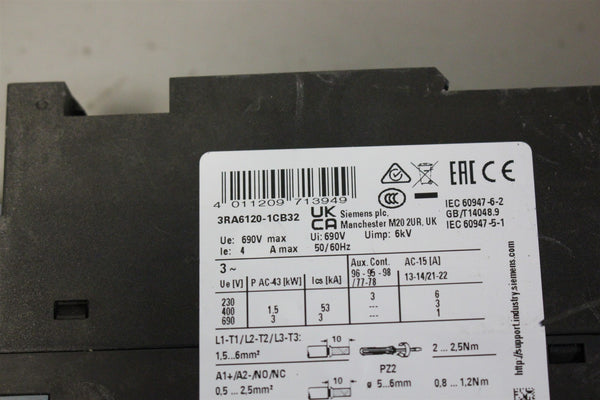 4 011209 713949
EAC CE
3RA6120-1CB32
UK CA
Siemens plc,
Manchester M20 2UR, UK
CCC
IEC 60947-6-2
GB/T14048.9
IEC 60947-5-1
Ue: 690V max Ui: 690V Uimp: 6kV
Ie: 4 A max 50/60Hz
3 ~
Aux. Cont. AC-15 [A]
Ue [V] P AC-43 [kW] Ics [kA] 96 - 95 - 98 /77-78 13-14/21-22
230 3 6
400 1.5 53 --- 3
690 3 3 --- 1
L1-T1/L2-T2/L3-T3:
1,5...6mm² 10 2 ... 2,5Nm
PZ2
A1+/A2-/NO/NC
0,5 ... 2,5mm² 10 ø 5...6mm 0,8 ... 1,2Nm
http://support.industry.siemens.com